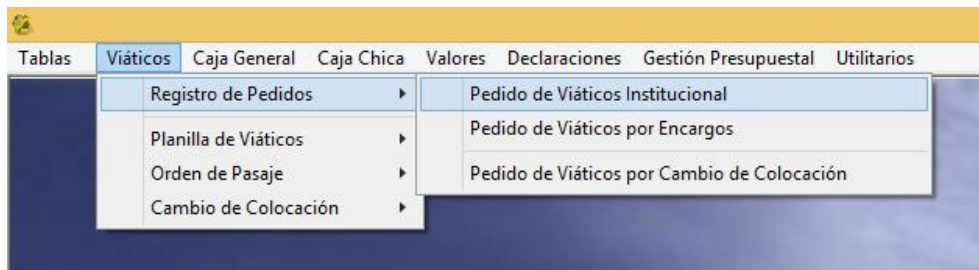 Tablas Viáticos Caja General Caja Chica Valores Declaraciones Gestión Presupuestal Utilitarios
Registro de Pedidos
Planilla de Viáticos
Orden de Pasaje
Cambio de Colocación
Pedido de Viáticos Institucional
Pedido de Viáticos por Encargos
Pedido de Viáticos por Cambio de Colocación